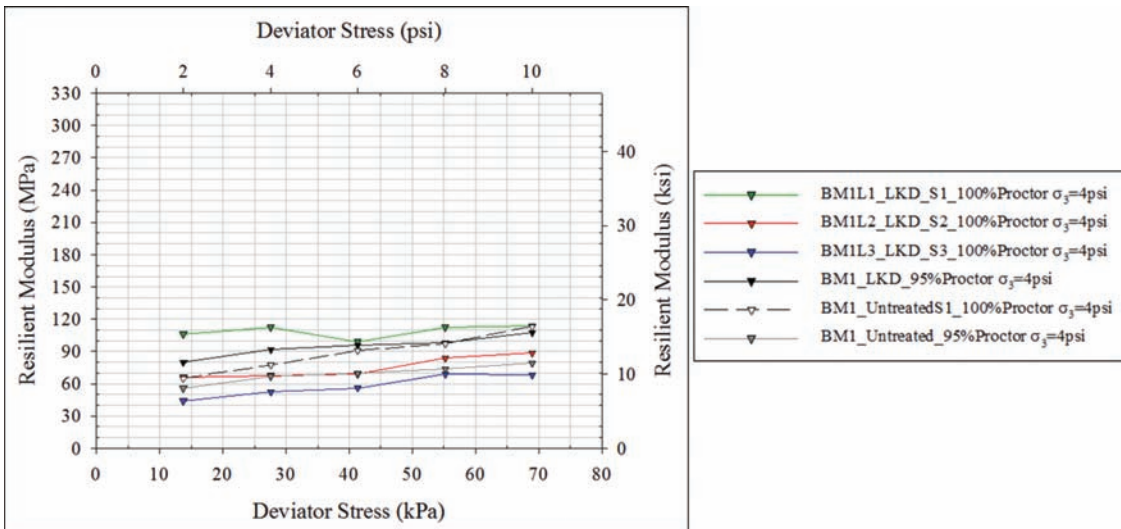 Deviator Stress (psi)
0 2 4 6 8 10
330
300
270
240
210
180
150
120
90
60
30
0
Resilient Modulus (MPa)
40
30
20
10
0
Resilient Modulus (ksi)
0 10 20 30 40 50 60 70 80
Deviator Stress (kPa)
BM1L1_LKD_S1_100%Proctor σ₃=4psi
BM1L2_LKD_S2_100%Proctor σ₃=4psi
BM1L3_LKD_S3_100%Proctor σ₃=4psi
BM1_LKD_95%Proctor σ₃=4psi
BM1_UntreatedS1_100%Proctor σ₃=4psi
BM1_Untreated_95%Proctor σ₃=4psi